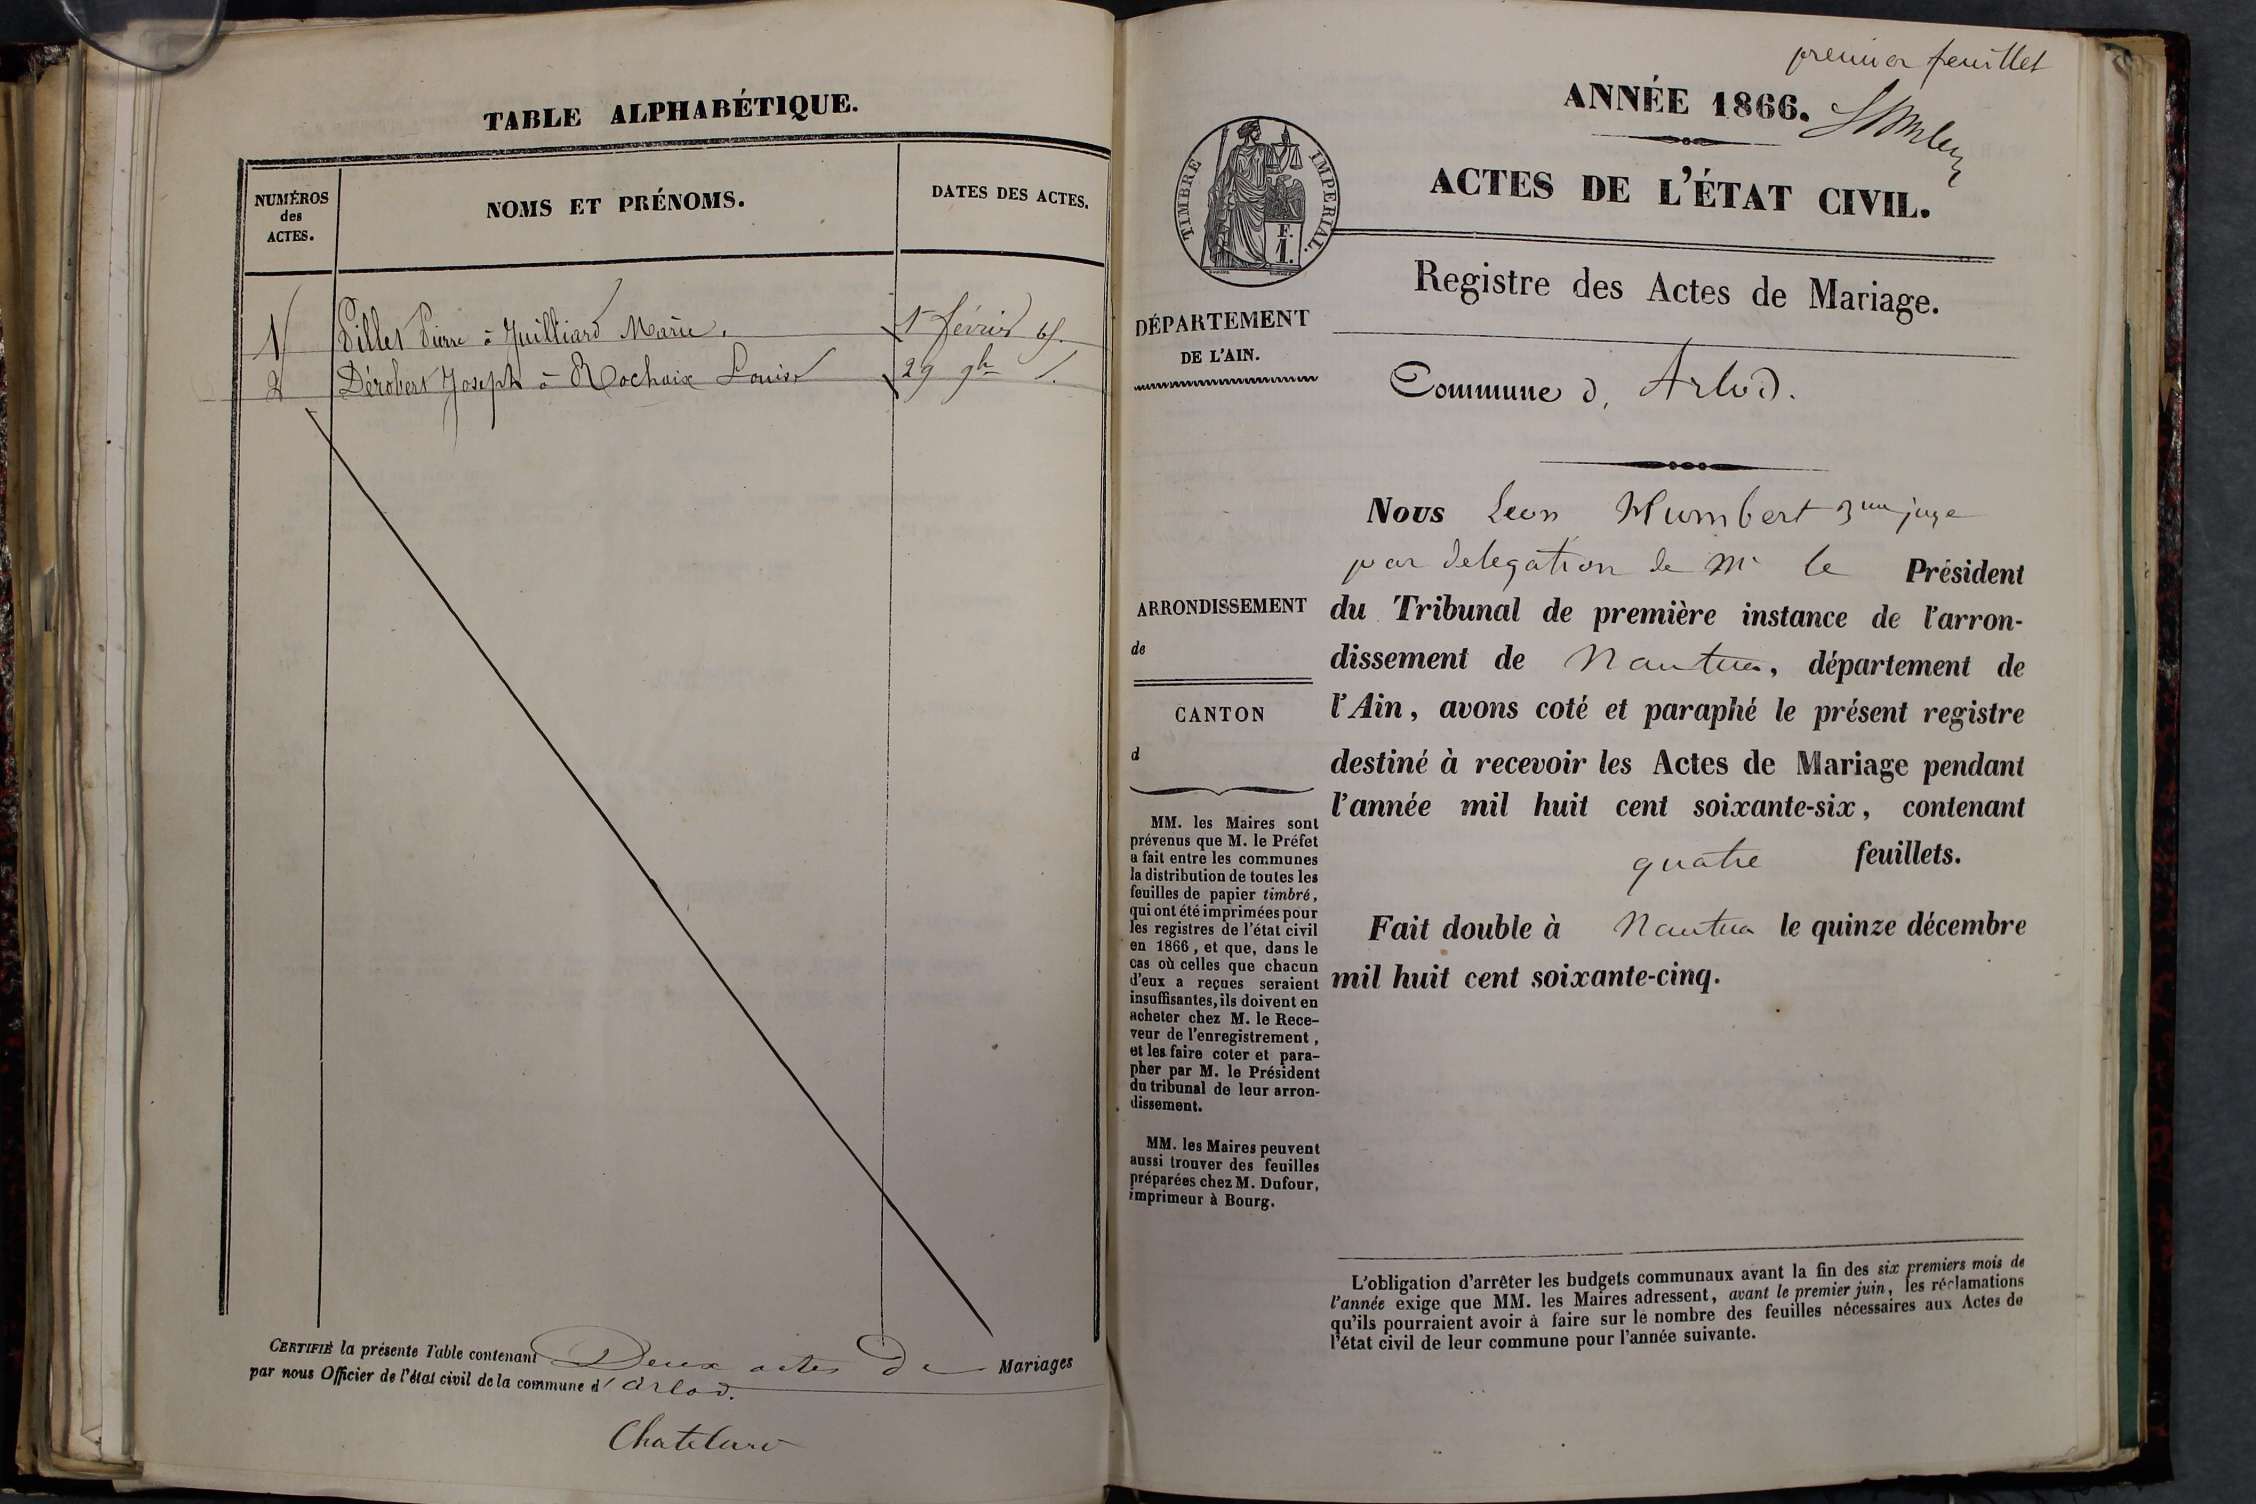 TABLE ALPHABÉTIQUE.
NUMÉROS
des
ACTES.
NOMS ET PRÉNOMS.
DATES DES ACTES.
1 Pillet Pierre à Juilliard Marie. 1er février 65.
2 Dérobert Joseph à Rochaix Louise 29 9bre
CERTIFIÉ la présente Table contenant Deux actes de Mariages
par nous Officier de l'état civil de la commune d' Arlod.
Chatelard
premier feuillet
ANNÉE 1866.
ACTES DE L'ÉTAT CIVIL.
TIMBRE IMPERIAL.
F.
1.
Registre des Actes de Mariage.
DÉPARTEMENT
DE L'AIN.
Commune d, Arlod.
Nous Leon Humbert juge
par delegation de Mr le Président
du Tribunal de première instance de l'arron-
dissement de Nantua, département de
l'Ain, avons coté et paraphé le présent registre
destiné à recevoir les Actes de Mariage pendant
l'année mil huit cent soixante-six, contenant
quatre feuillets.
Fait double à Nantua le quinze décembre
mil huit cent soixante-cinq.
ARRONDISSEMENT
de
CANTON
d
MM. les Maires sont
prévenus que M. le Préfet
a fait entre les communes
la distribution de toutes les
feuilles de papier timbré,
qui ont été imprimées pour
les registres de l'état civil
en 1866, et que, dans le
cas où celles que chacun
d'eux a reçues seraient
insuffisantes, ils doivent en
acheter chez M. le Rece-
veur de l'enregistrement,
et les faire coter et para-
pher par M. le Président
du tribunal de leur arron-
dissement.
MM. les Maires peuvent
aussi trouver des feuilles
préparées chez M. Dufour,
imprimeur à Bourg.
L'obligation d'arrêter les budgets communaux avant la fin des six premiers mois de
l'année exige que MM. les Maires adressent, avant le premier juin, les réclamations
qu'ils pourraient avoir à faire sur le nombre des feuilles nécessaires aux Actes de
l'état civil de leur commune pour l'année suivante.